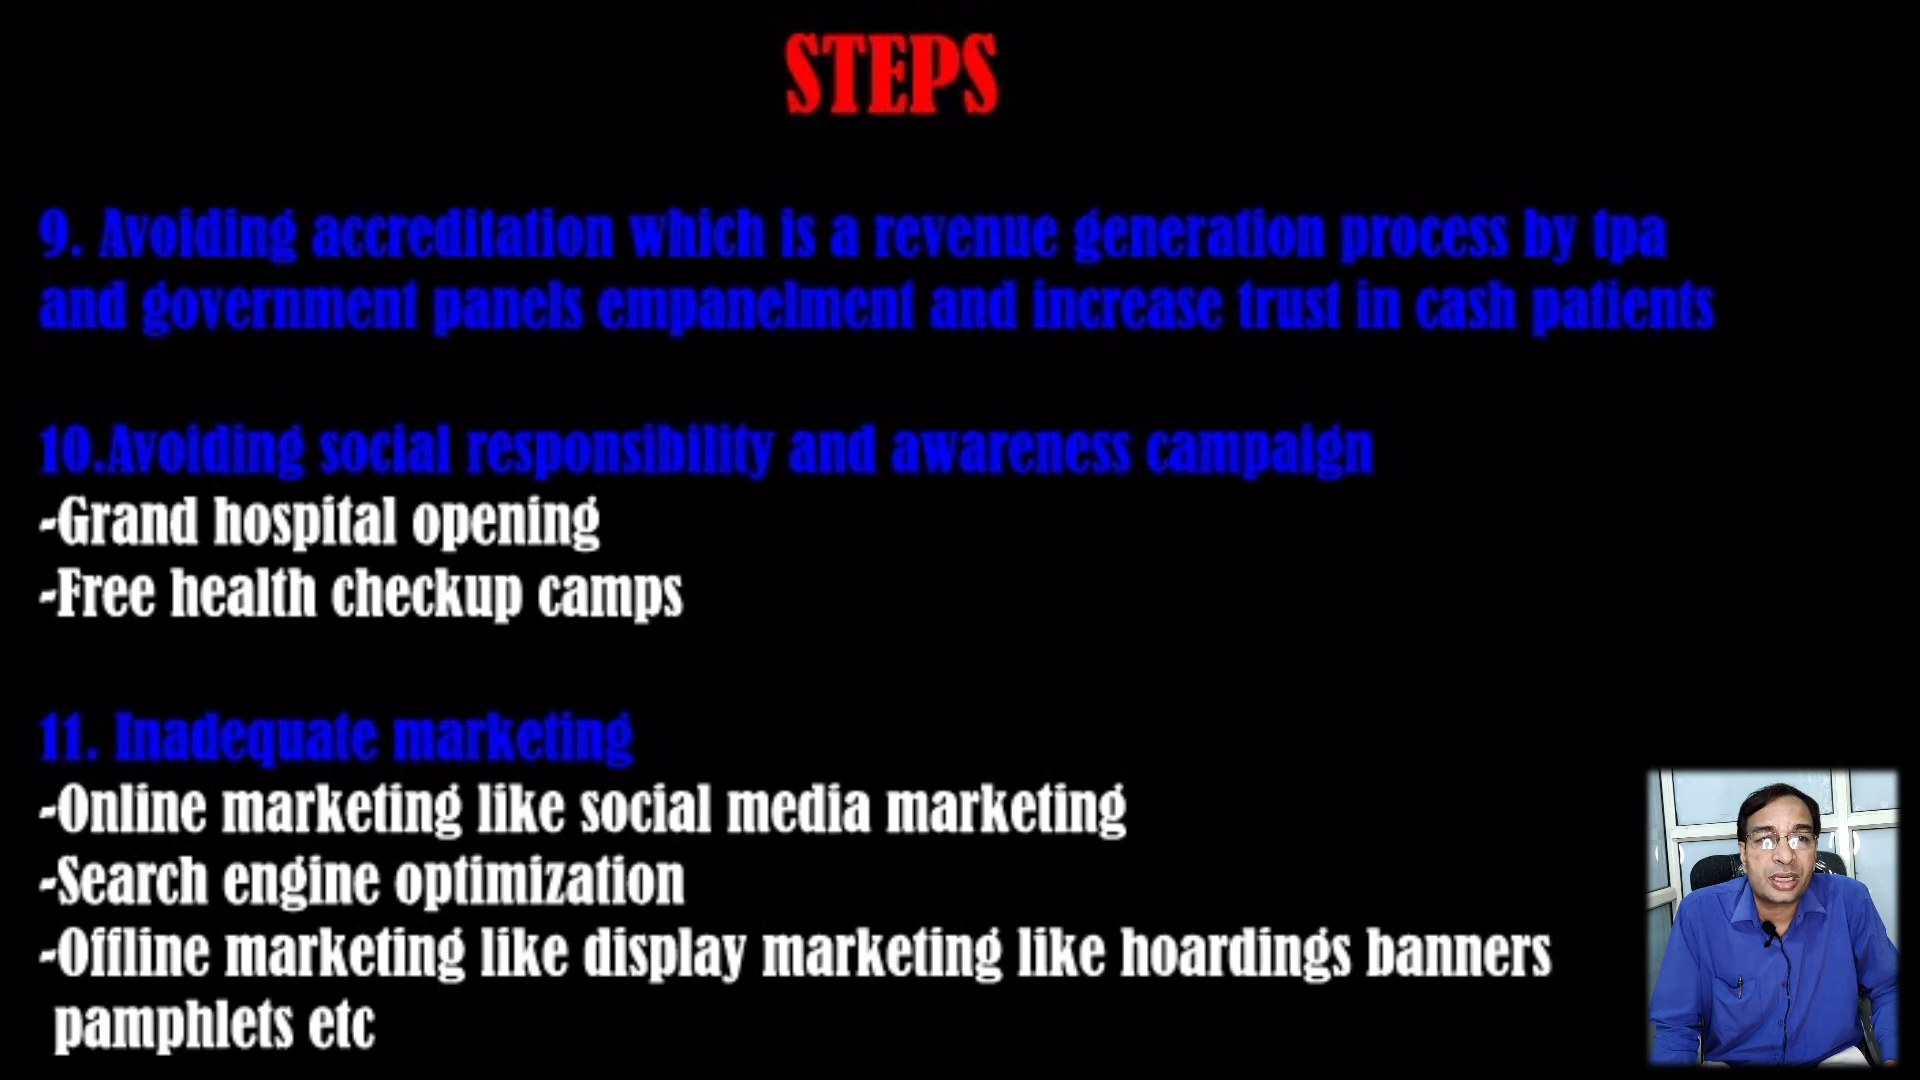 STEPS
9. Avoiding accreditation which is a revenue generation process by tpa
and government panels empanelment and increase trust in cash patients
10.Avoiding social responsibility and awareness campaign
-Grand hospital opening
-Free health checkup camps
11. Inadequate marketing
-Online marketing like social media marketing
-Search engine optimization
-Offline marketing like display marketing like hoardings banners
pamphlets etc